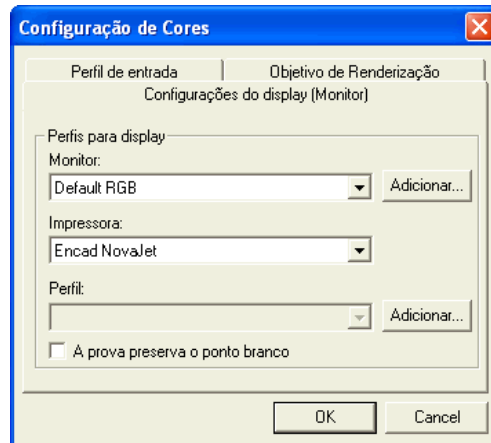 Configuração de Cores
Perfil de entrada
Objetivo de Renderização
Configurações do display (Monitor)
Perfis para display
Monitor:
Default RGB
Adicionar...
Impressora:
Encad NovaJet
Perfil:
Adicionar...
A prova preserva o ponto branco
OK
Cancel